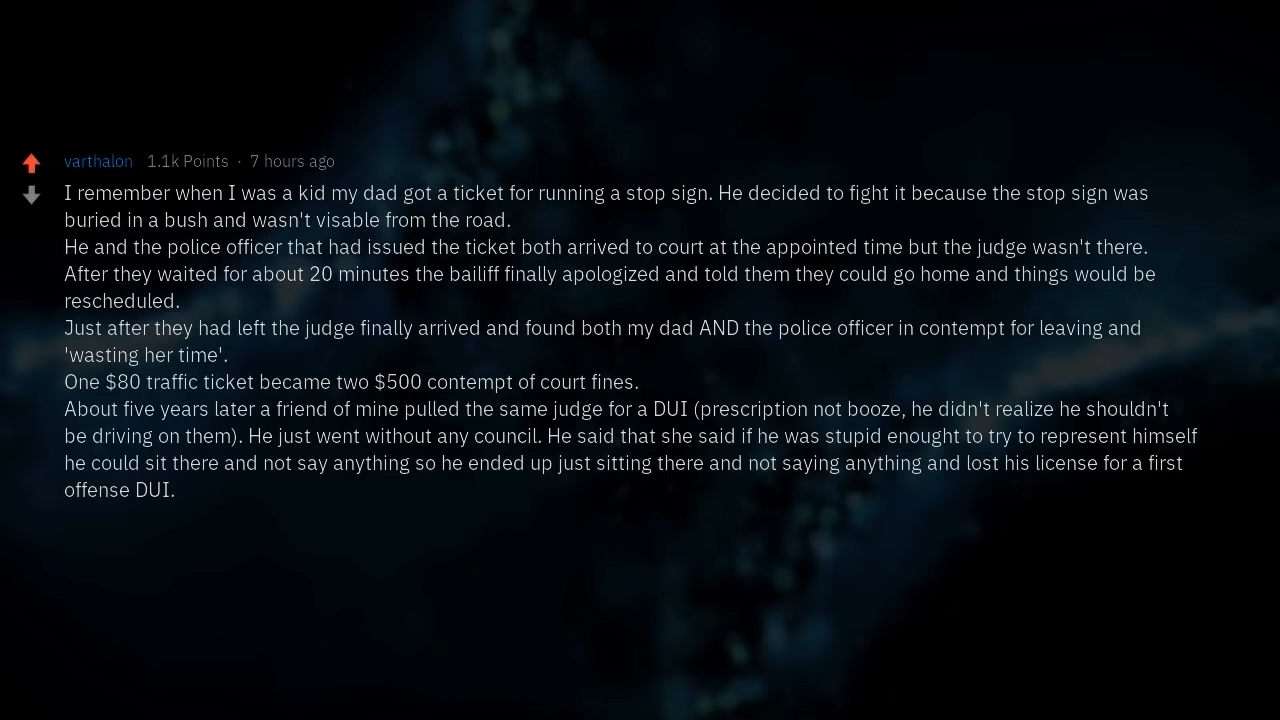 varthalon 1.1k Points · 7 hours ago
I remember when I was a kid my dad got a ticket for running a stop sign. He decided to fight it because the stop sign was
buried in a bush and wasn't visable from the road.
He and the police officer that had issued the ticket both arrived to court at the appointed time but the judge wasn't there.
After they waited for about 20 minutes the bailiff finally apologized and told them they could go home and things would be
rescheduled.
Just after they had left the judge finally arrived and found both my dad AND the police officer in contempt for leaving and
'wasting her time'.
One $80 traffic ticket became two $500 contempt of court fines.
About five years later a friend of mine pulled the same judge for a DUI (prescription not booze, he didn't realize he shouldn't
be driving on them). He just went without any council. He said that she said if he was stupid enought to try to represent himself
he could sit there and not say anything so he ended up just sitting there and not saying anything and lost his license for a first
offense DUI.